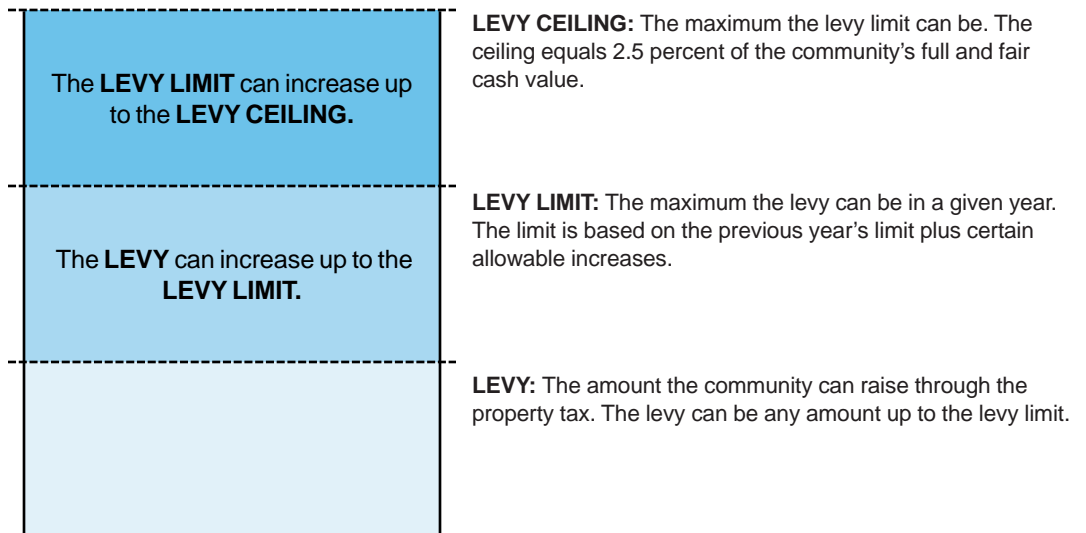 The LEVY LIMIT can increase up
to the LEVY CEILING.
LEVY CEILING: The maximum the levy limit can be. The
ceiling equals 2.5 percent of the community’s full and fair
cash value.
The LEVY can increase up to the
LEVY LIMIT.
LEVY LIMIT: The maximum the levy can be in a given year.
The limit is based on the previous year’s limit plus certain
allowable increases.
LEVY: The amount the community can raise through the
property tax. The levy can be any amount up to the levy limit.